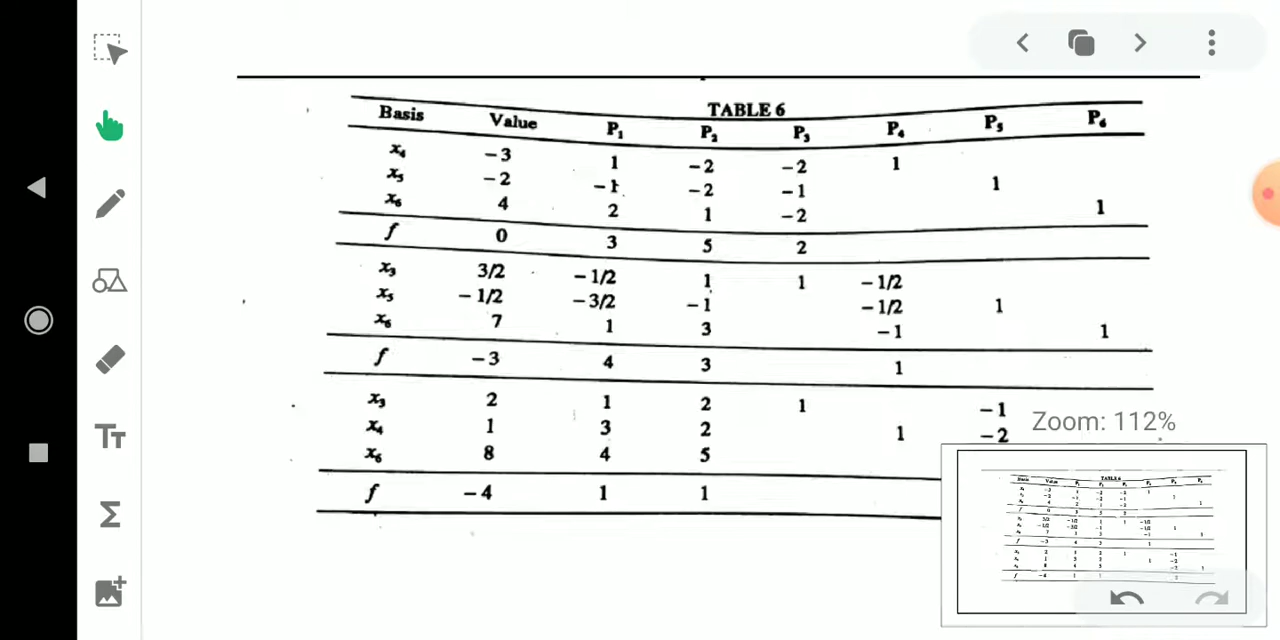 TABLE 6
Basis Value P₁ P₂ P₃ P₄ P₅ P₆
x₄ −3 1 −2 −2 1
x₅ −2 −1 −2 −1 1
x₆ 4 2 1 −2 1
f 0 3 5 2
x₃ 3/2 −1/2 1 1 −1/2
x₅ −1/2 −3/2 −1 −1/2 1
x₆ 7 1 3 −1 1
f −3 4 3 1
x₃ 2 1 2 1 −1
x₄ 1 3 2 1 −2
x₆ 8 4 5
f −4 1 1
Zoom: 112%
TT
Σ